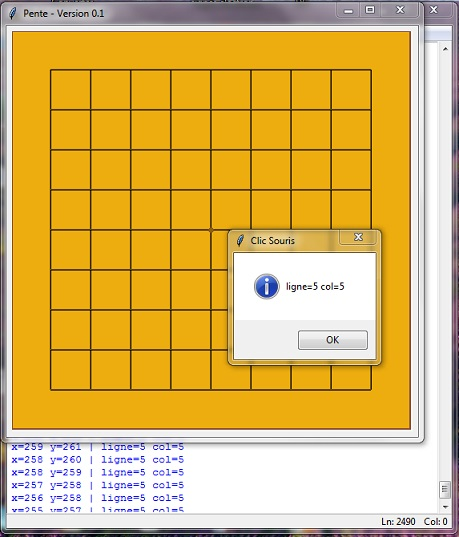 Pente - Version 0.1
Clic Souris
ligne=5 col=5
OK
x=259 y=261 | ligne=5 col=5
x=258 y=260 | ligne=5 col=5
x=258 y=259 | ligne=5 col=5
x=257 y=258 | ligne=5 col=5
x=256 y=258 | ligne=5 col=5
x=255 y=257 | ligne=5 col=5
Ln: 2490 Col: 0